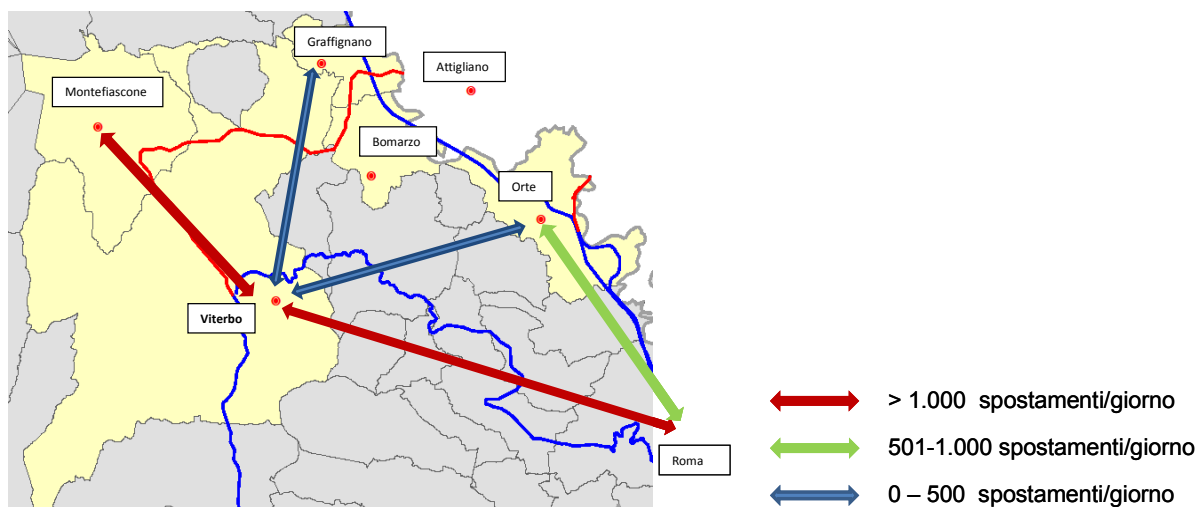 Graffignano
Attigliano
Montefiascone
Bomarzo
Orte
Viterbo
Roma
> 1.000 spostamenti/giorno
501-1.000 spostamenti/giorno
0 – 500 spostamenti/giorno